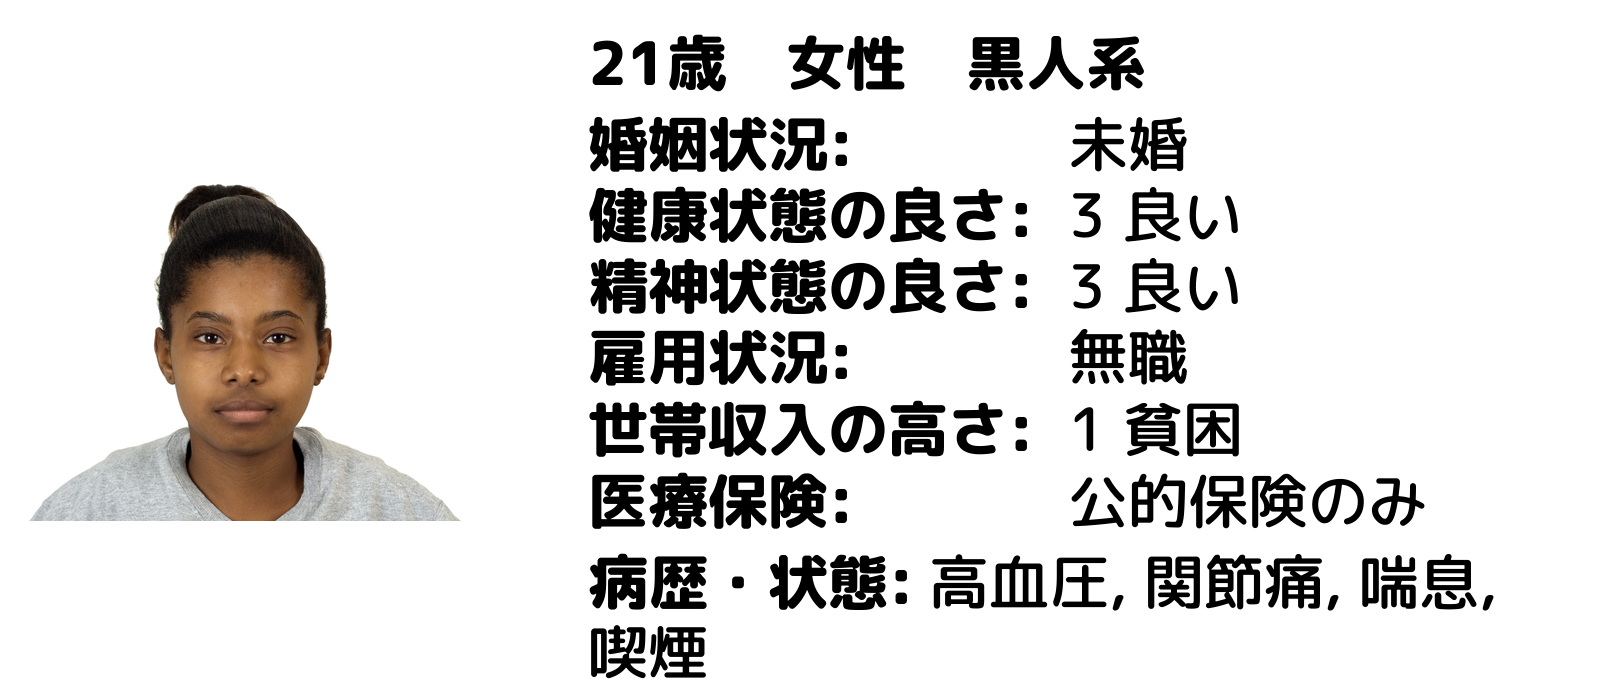 21歳　女性　黒人系
婚姻状況: 未婚
健康状態の良さ: 3 良い
精神状態の良さ: 3 良い
雇用状況: 無職
世帯収入の高さ: 1 貧困
医療保険: 公的保険のみ
病歴・状態: 高血圧, 関節痛, 喘息,
喫煙